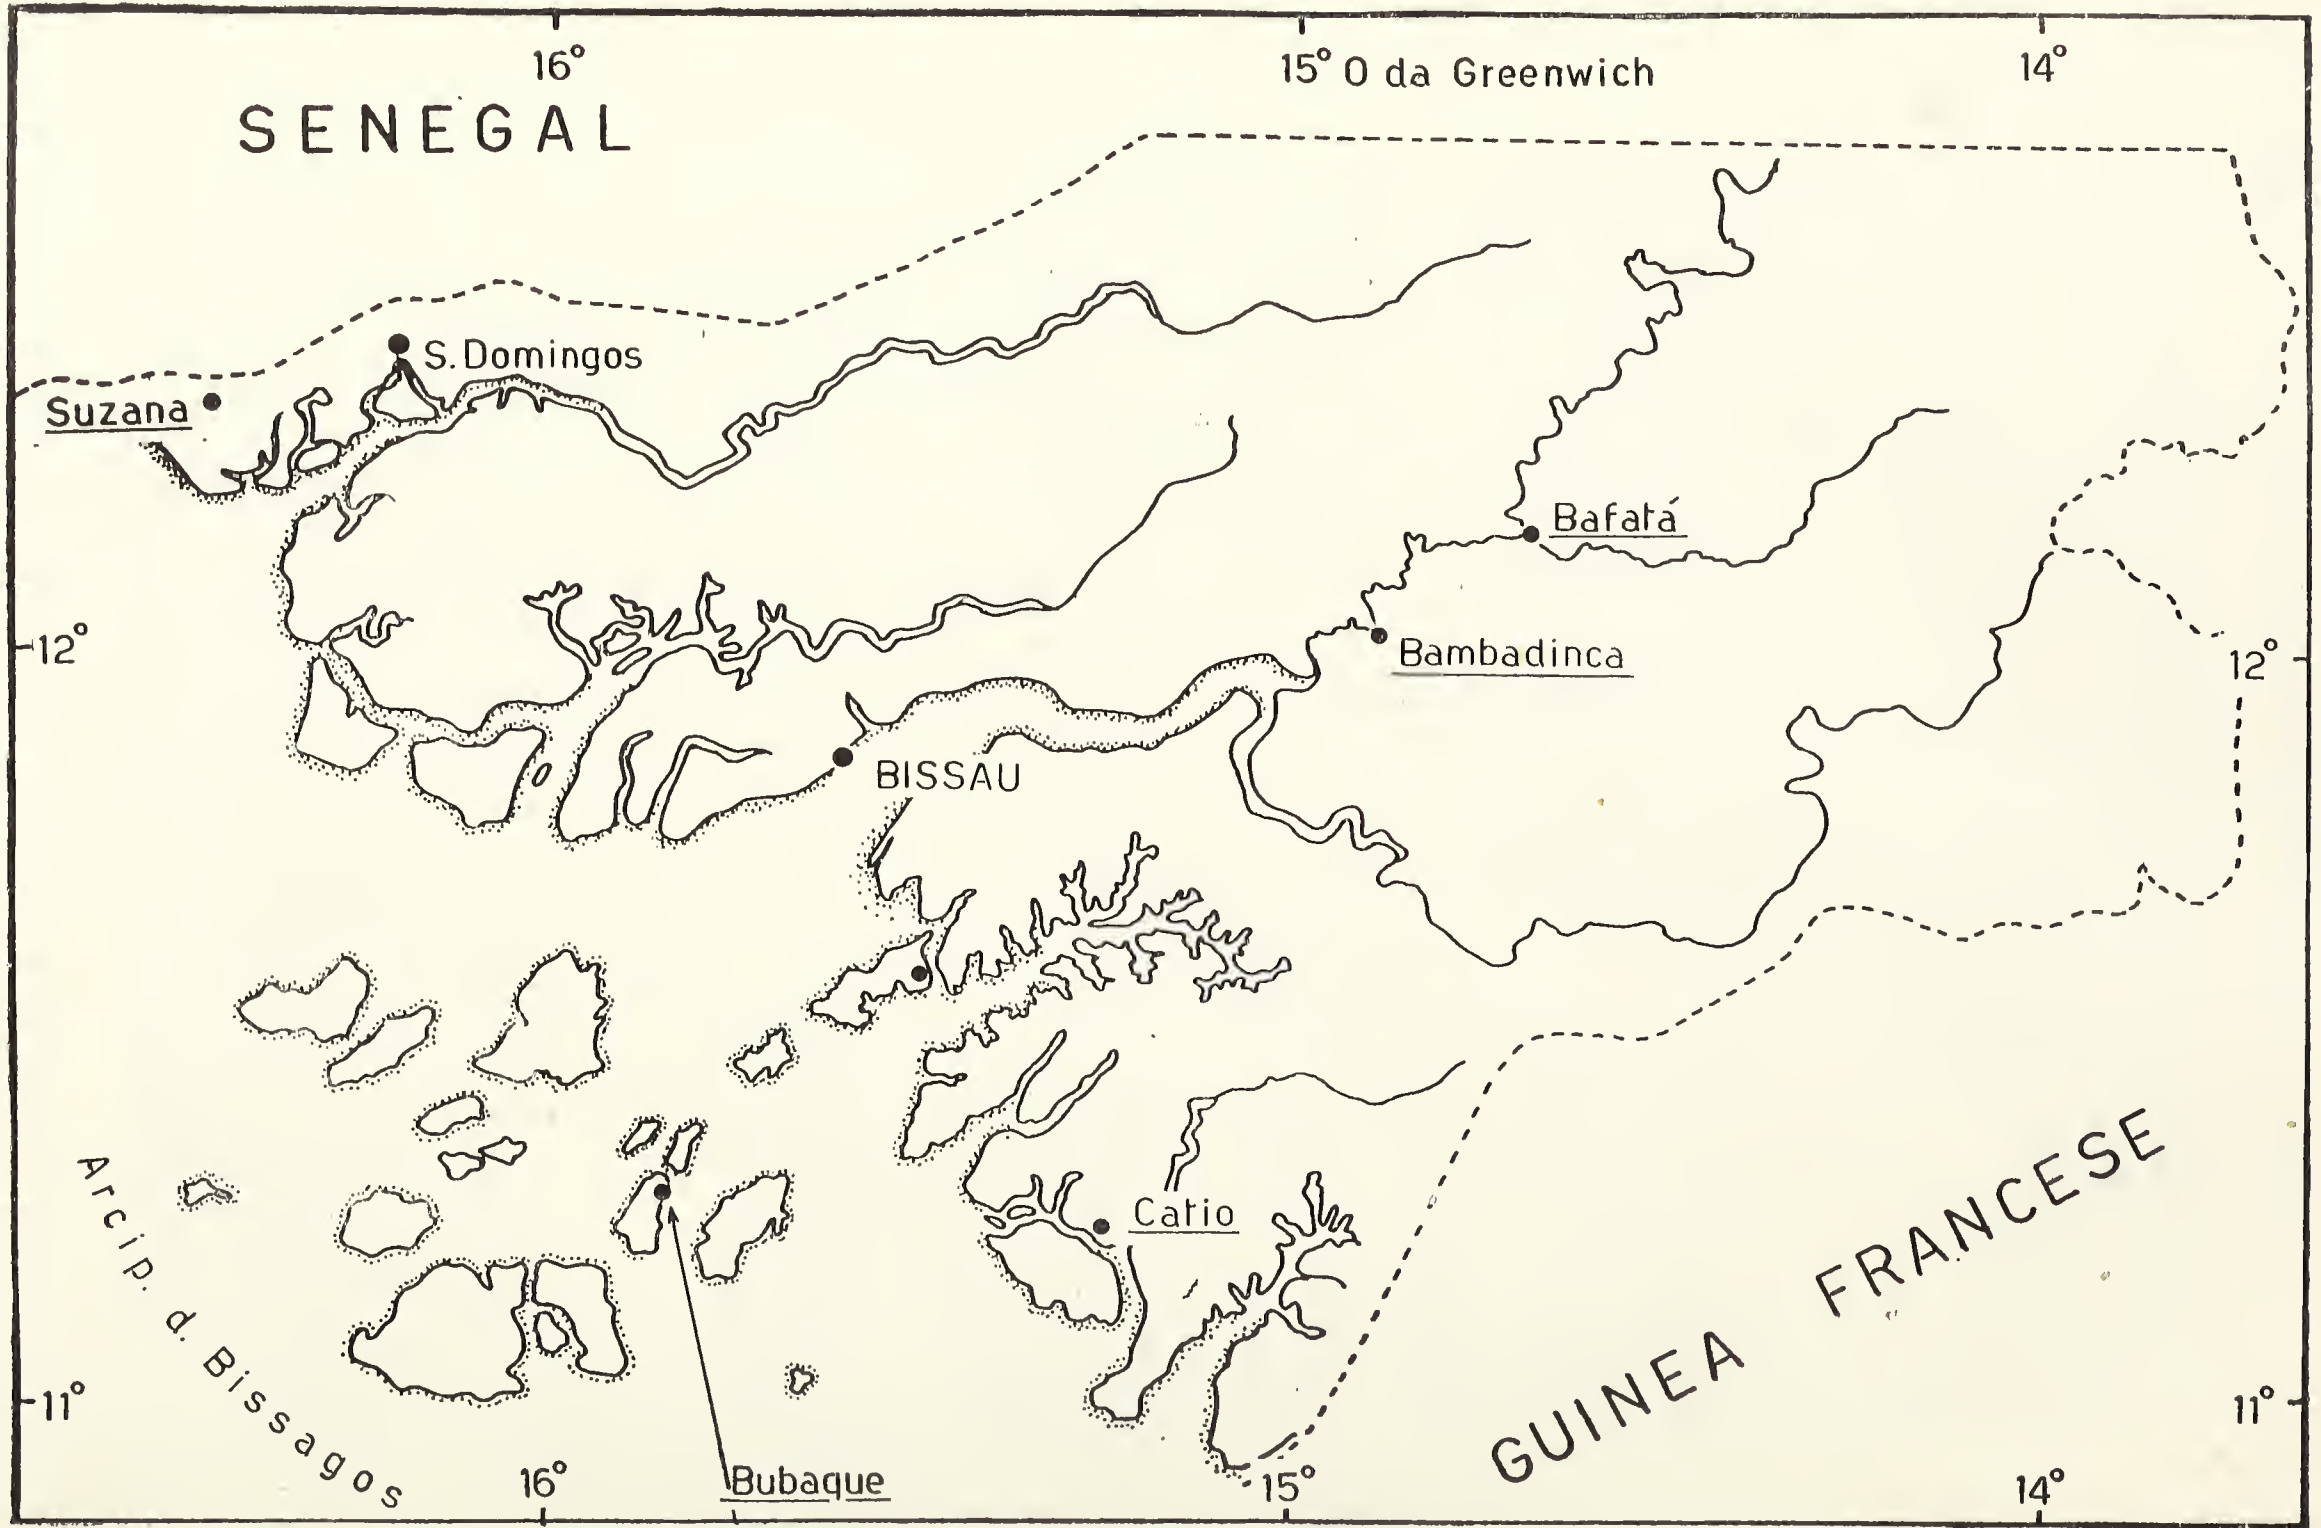 16°
15° O da Greenwich
14°
SENEGAL
S. Domingos
Suzana
Bafatá
12°
Bambadinca
12°
BISSAU
Catio
Arcip. d. Bissagos
GUINEA FRANCESE
11°
11°
16°
Bubaque
15°
14°